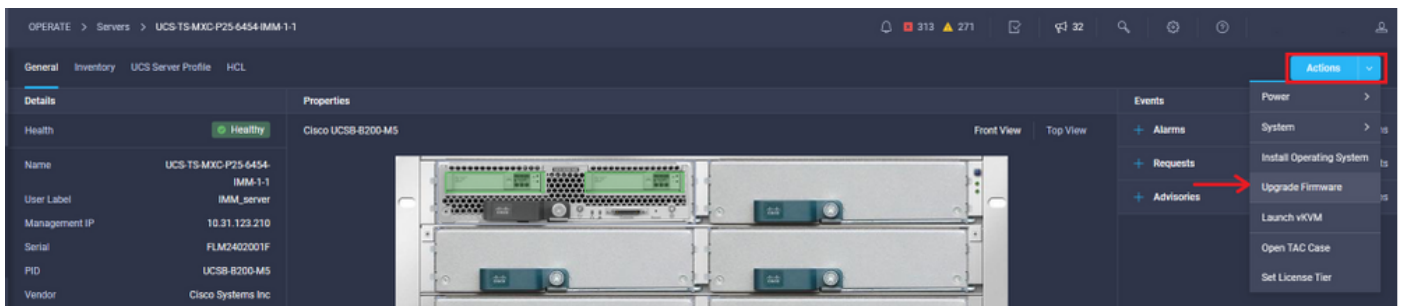 OPERATE > Servers > UCS-TS-MXC-P25-6454-IMM-1-1
313 271 32
General Inventory UCS Server Profile HCL Actions
Details Properties Events
Health Healthy Cisco UCSB-B200-M5 Front View Top View + Alarms
Name UCS-TS-MXC-P25-6454-
IMM-1-1
User Label IMM_server
Management IP 10.31.123.210
Serial FLM2402001F
PID UCSB-B200-M5
Vendor Cisco Systems Inc
+ Requests
+ Advisories
Power >
System >
Install Operating System
Upgrade Firmware
Launch vKVM
Open TAC Case
Set License Tier